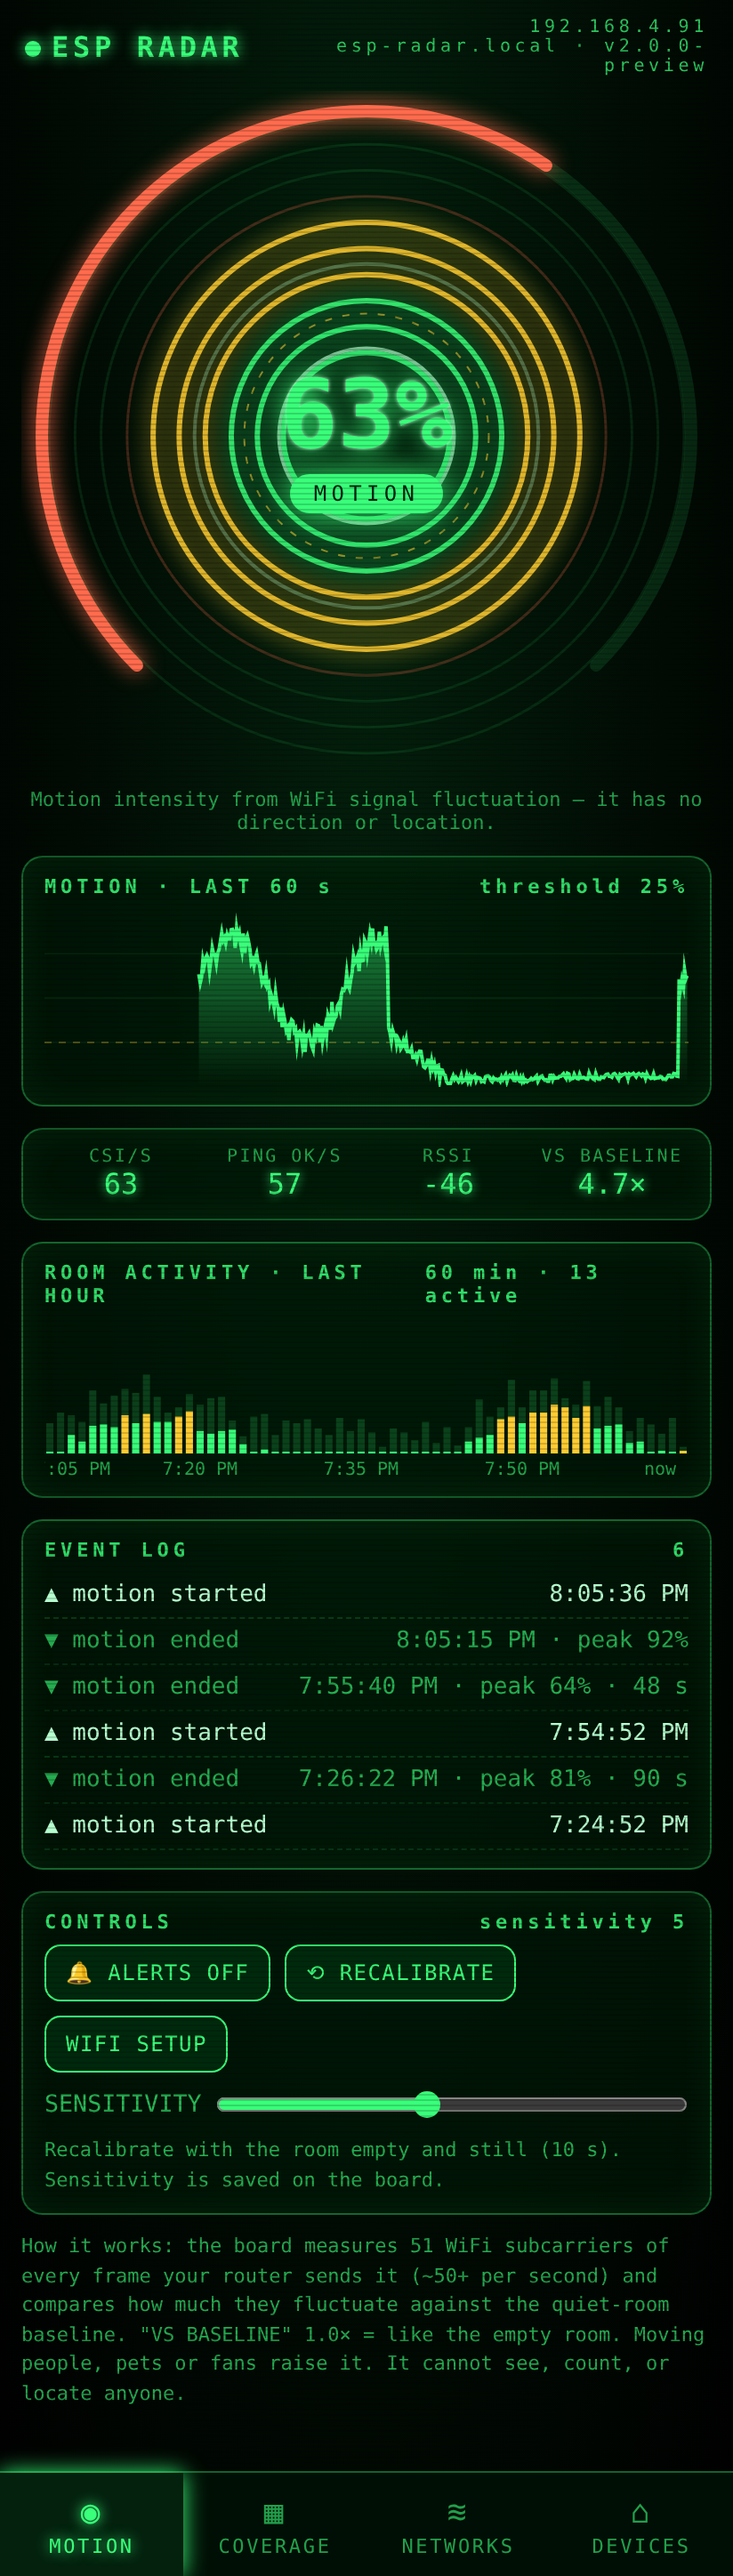 ESP RADAR
192.168.4.91
esp-radar.local · v2.0.0-
preview
63%
MOTION
Motion intensity from WiFi signal fluctuation — it has no
direction or location.
MOTION · LAST 60 s threshold 25%
CSI/S PING OK/S RSSI VS BASELINE
63 57 -46 4.7×
ROOM ACTIVITY · LAST
HOUR
60 min · 13
active
:05 PM 7:20 PM 7:35 PM 7:50 PM now
EVENT LOG 6
▲ motion started 8:05:36 PM
▼ motion ended 8:05:15 PM · peak 92%
▼ motion ended 7:55:40 PM · peak 64% · 48 s
▲ motion started 7:54:52 PM
▼ motion ended 7:26:22 PM · peak 81% · 90 s
▲ motion started 7:24:52 PM
CONTROLS sensitivity 5
🔔 ALERTS OFF ⟲ RECALIBRATE
WIFI SETUP
SENSITIVITY
Recalibrate with the room empty and still (10 s).
Sensitivity is saved on the board.
How it works: the board measures 51 WiFi subcarriers of
every frame your router sends it (~50+ per second) and
compares how much they fluctuate against the quiet-room
baseline. "VS BASELINE" 1.0× = like the empty room. Moving
people, pets or fans raise it. It cannot see, count, or
locate anyone.
MOTION COVERAGE NETWORKS DEVICES